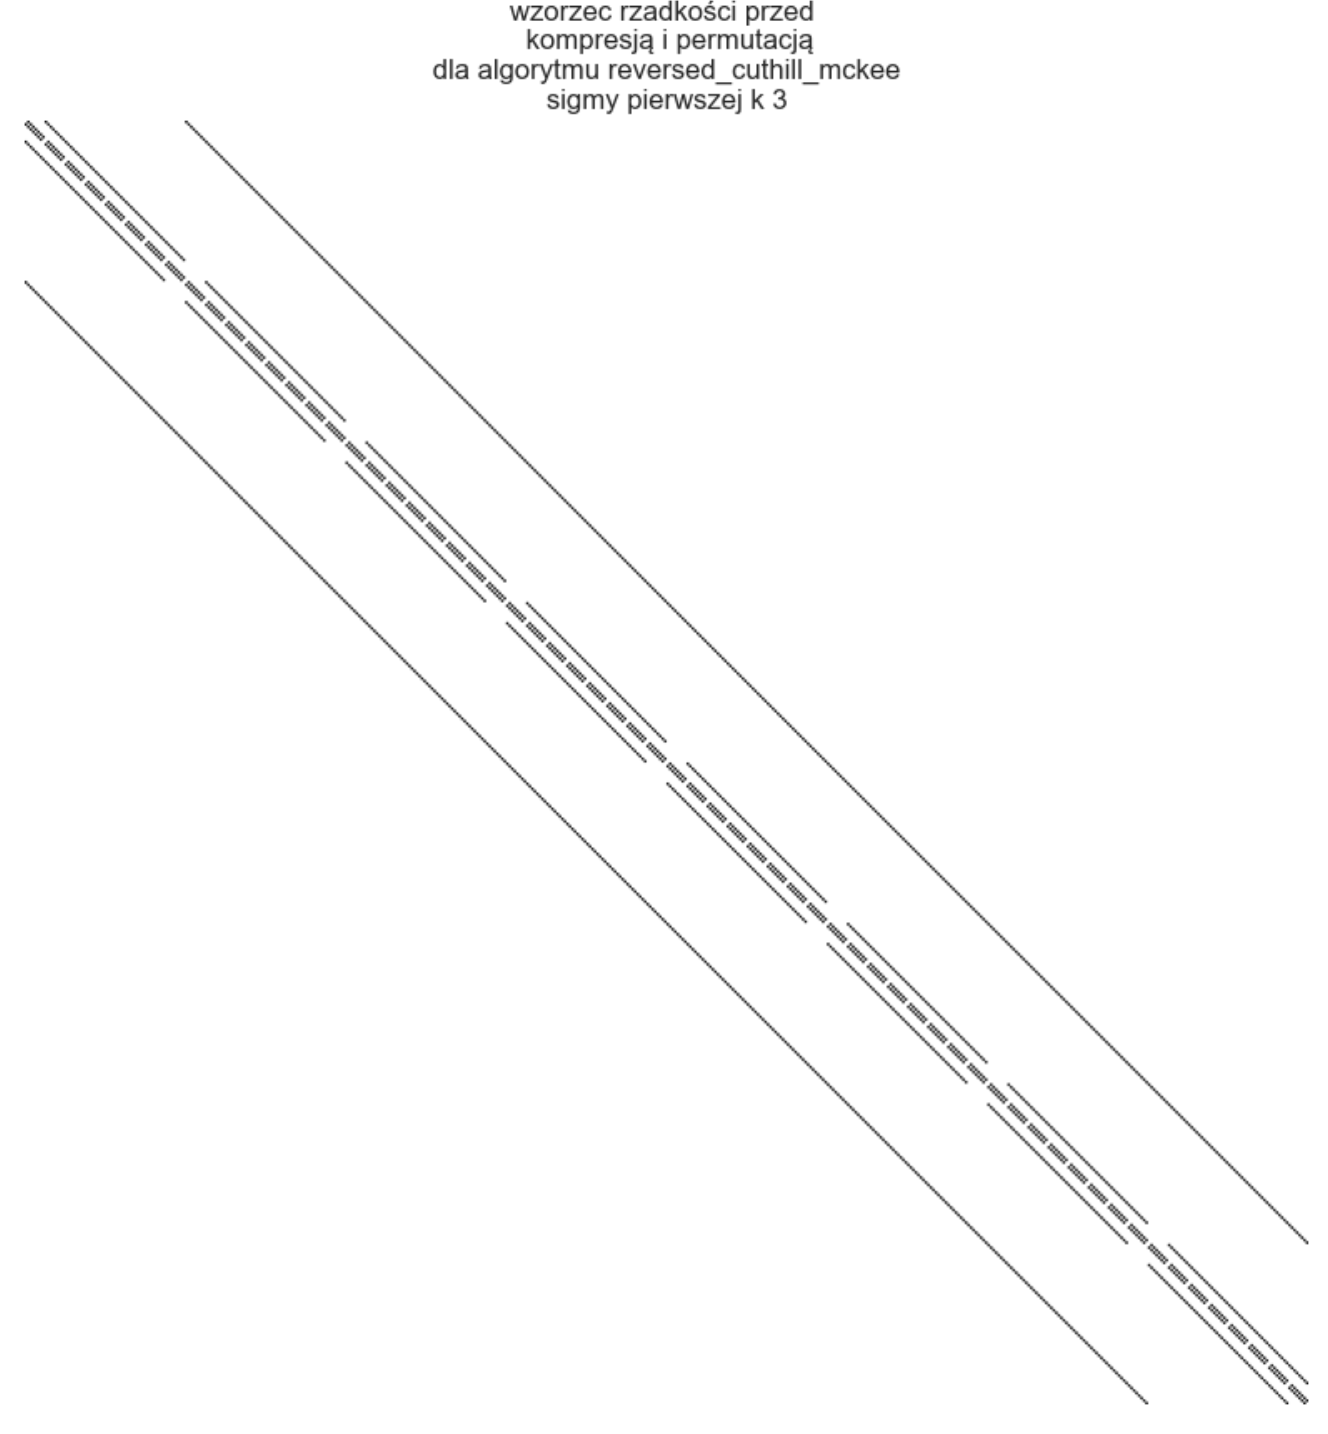 wzorzec rzadkości przed
kompresją i permutacją
dla algorytmu reversed_cuthill_mckee
sigmy pierwszej k 3